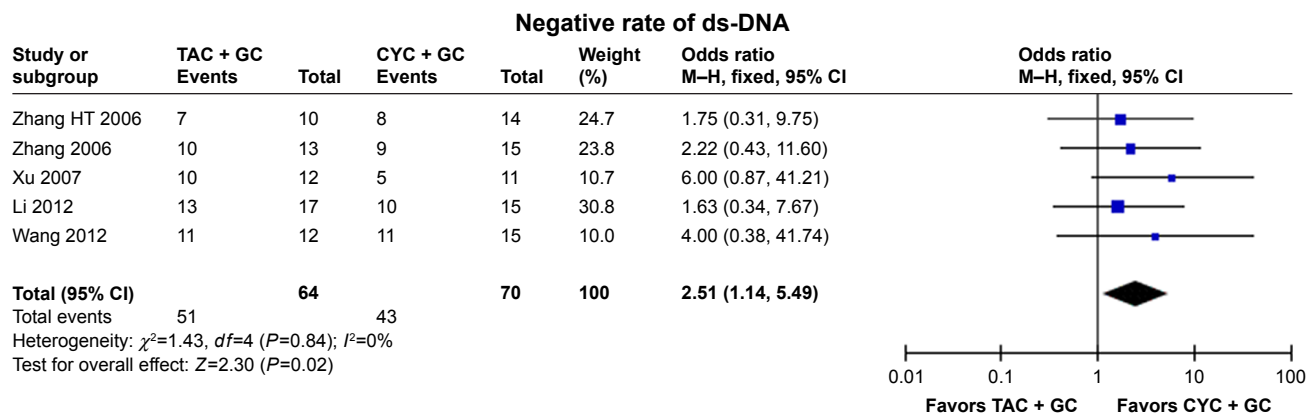 Negative rate of ds-DNA
Study or subgroup TAC + GC Events Total CYC + GC Events Total Weight (%) Odds ratio M–H, fixed, 95% CI Odds ratio M–H, fixed, 95% CI
Zhang HT 2006 7 10 8 14 24.7 1.75 (0.31, 9.75)
Zhang 2006 10 13 9 15 23.8 2.22 (0.43, 11.60)
Xu 2007 10 12 5 11 10.7 6.00 (0.87, 41.21)
Li 2012 13 17 10 15 30.8 1.63 (0.34, 7.67)
Wang 2012 11 12 11 15 10.0 4.00 (0.38, 41.74)
Total (95% CI) 64 70 100 2.51 (1.14, 5.49)
Total events 51 43
Heterogeneity: χ²=1.43, df=4 (P=0.84); I²=0%
Test for overall effect: Z=2.30 (P=0.02)
0.01 0.1 1 10 100
Favors TAC + GC Favors CYC + GC